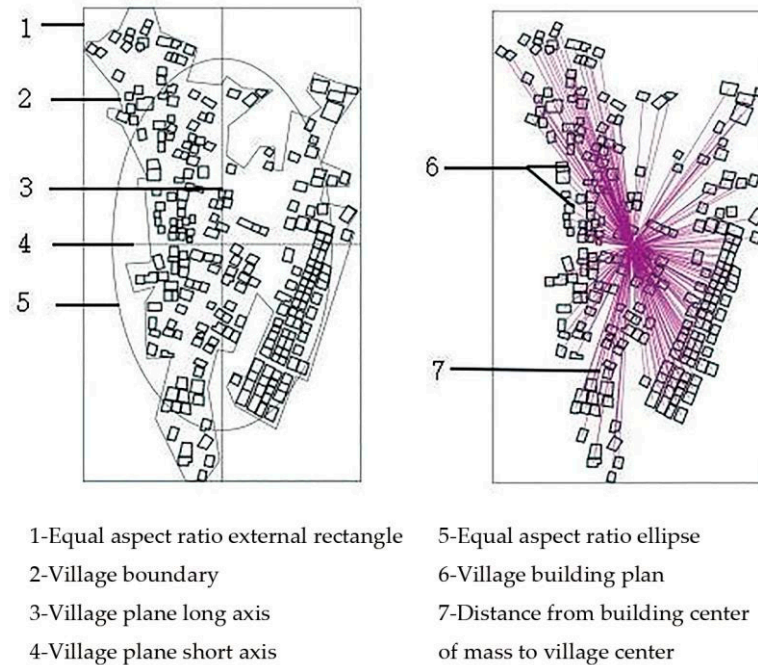 1
2
3
4
5
6
7
1-Equal aspect ratio external rectangle
2-Village boundary
3-Village plane long axis
4-Village plane short axis
5-Equal aspect ratio ellipse
6-Village building plan
7-Distance from building center
of mass to village center